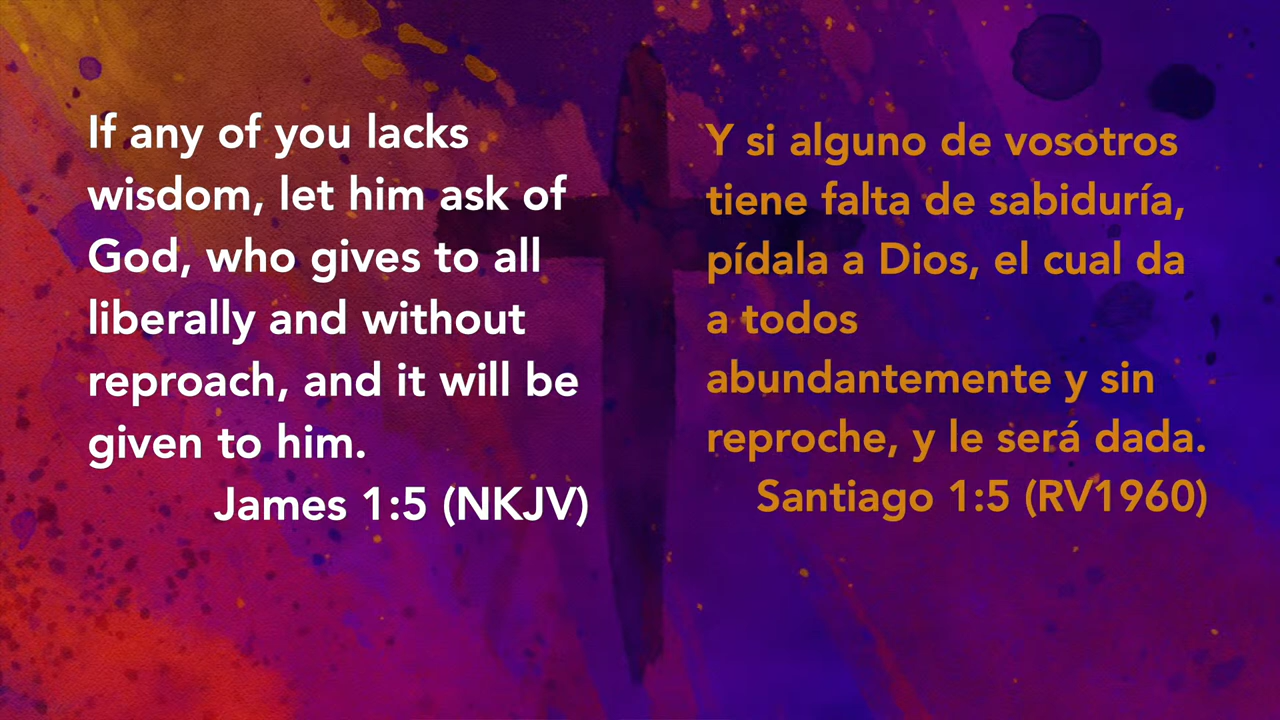 If any of you lacks
wisdom, let him ask of
God, who gives to all
liberally and without
reproach, and it will be
given to him.
James 1:5 (NKJV)
Y si alguno de vosotros
tiene falta de sabiduría,
pídala a Dios, el cual da
a todos
abundantemente y sin
reproche, y le será dada.
Santiago 1:5 (RV1960)